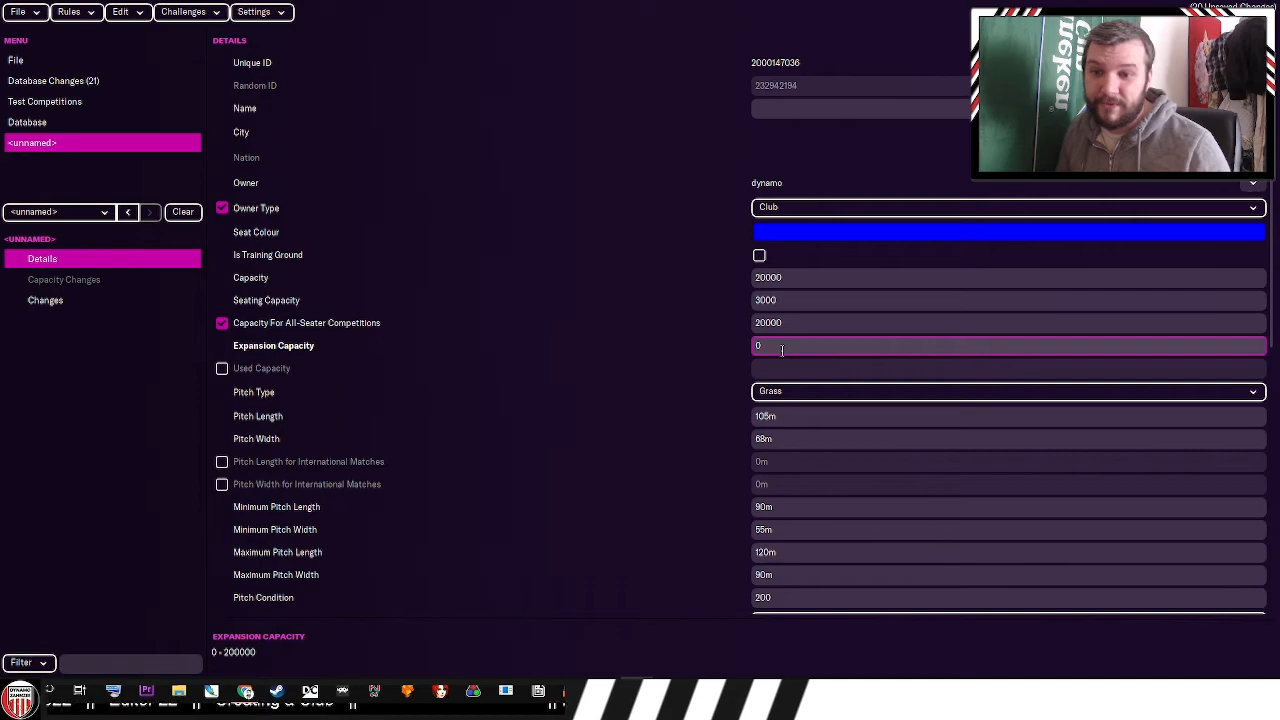 File Rules Edit Challenges Settings
MENU
File
Database Changes (21)
Test Competitions
Database
<unnamed>
<unnamed> Clear
<UNNAMED>
Details
Capacity Changes
Changes
Filter
DETAILS
Unique ID 2000147036
Random ID 232942194
Name
City
Nation
Owner dynamo
Owner Type Club
Seat Colour
Is Training Ground
Capacity 20000
Seating Capacity 3000
Capacity For All-Seater Competitions 20000
Expansion Capacity 0
Used Capacity
Pitch Type Grass
Pitch Length 105m
Pitch Width 68m
Pitch Length for International Matches 0m
Pitch Width for International Matches 0m
Minimum Pitch Length 90m
Minimum Pitch Width 55m
Maximum Pitch Length 120m
Maximum Pitch Width 90m
Pitch Condition 200
EXPANSION CAPACITY
0 - 200000
Pr DC